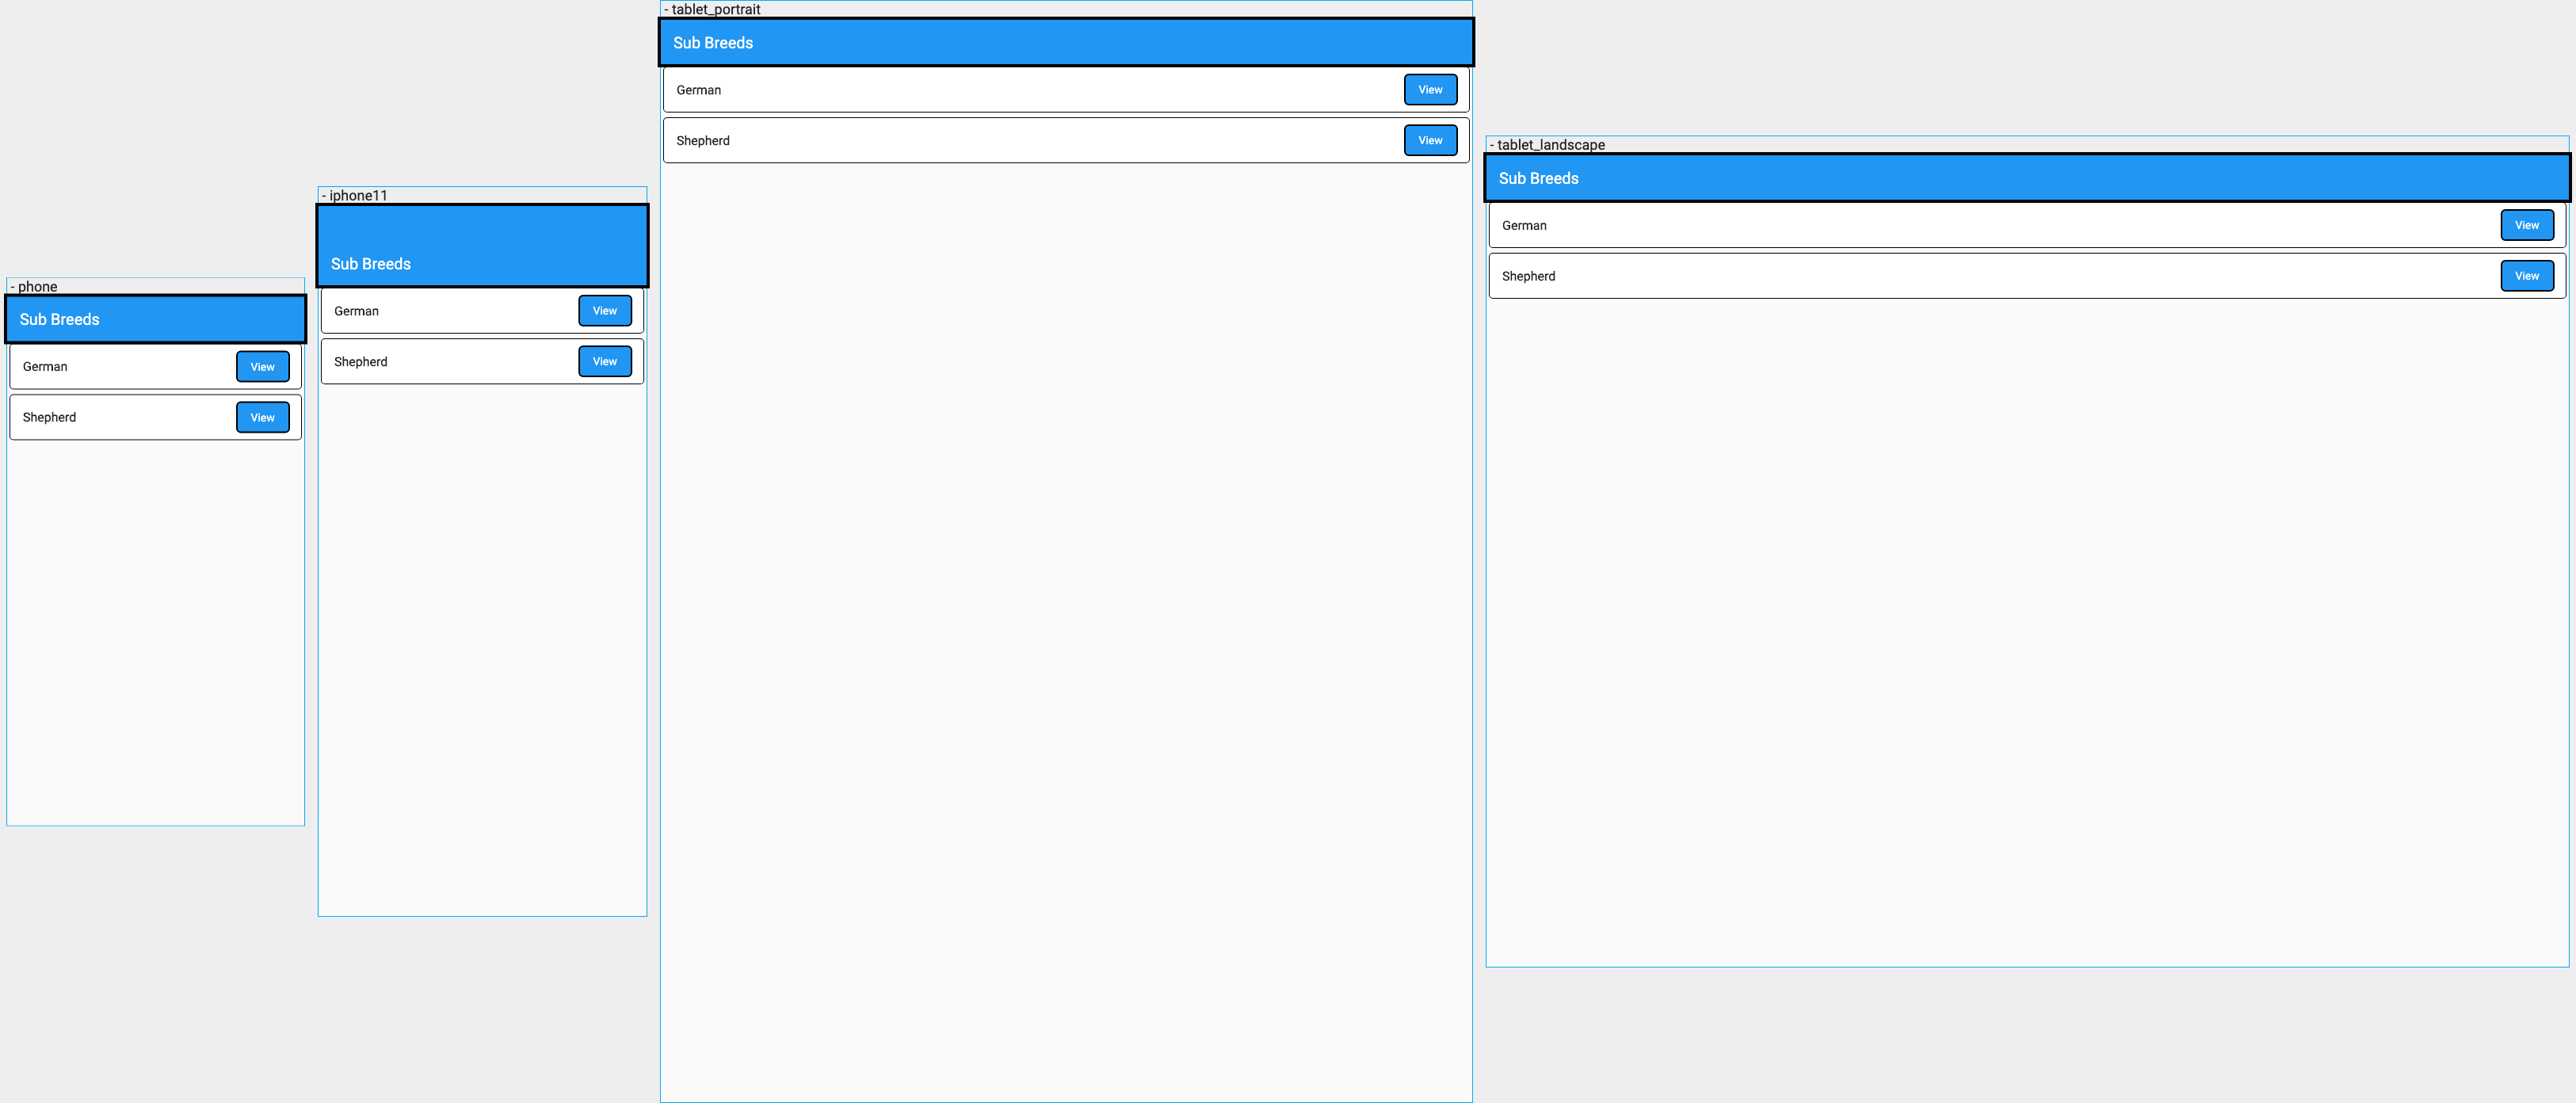 - phone
Sub Breeds
German
View
Shepherd
View
- iphone11
Sub Breeds
German
View
Shepherd
View
- tablet_portrait
Sub Breeds
German
View
Shepherd
View
- tablet_landscape
Sub Breeds
German
View
Shepherd
View